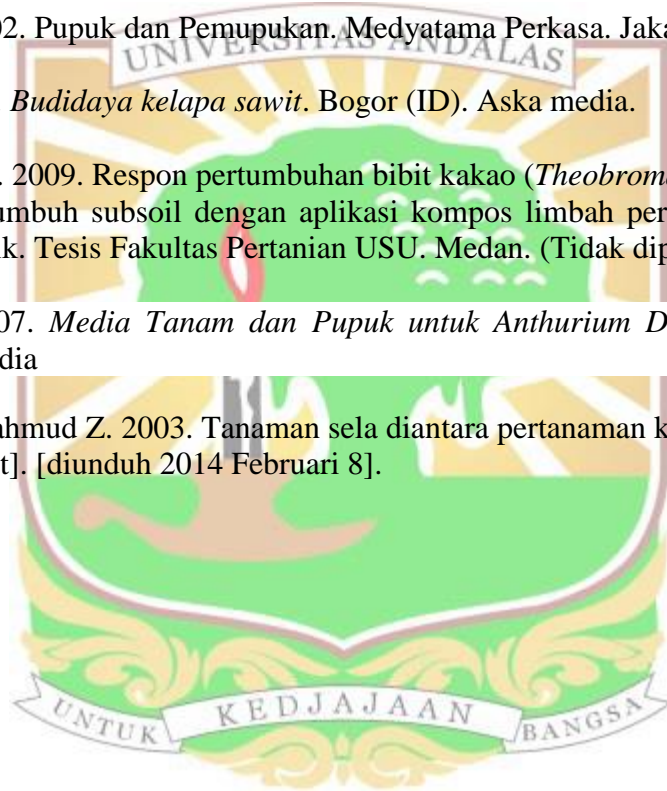 02. Pupuk dan Pemupukan. Medyatama Perkasa. Jaka
UNIVERSITAS ANDALAS
Budidaya kelapa sawit. Bogor (ID). Aska media.
. 2009. Respon pertumbuhan bibit kakao (Theobrom
umbuh subsoil dengan aplikasi kompos limbah per
k. Tesis Fakultas Pertanian USU. Medan. (Tidak dip
07. Media Tanam dan Pupuk untuk Anthurium D
dia
ahmud Z. 2003. Tanaman sela diantara pertanaman k
t]. [diunduh 2014 Februari 8].
UNTUK KEDJAJAAN BANGSA